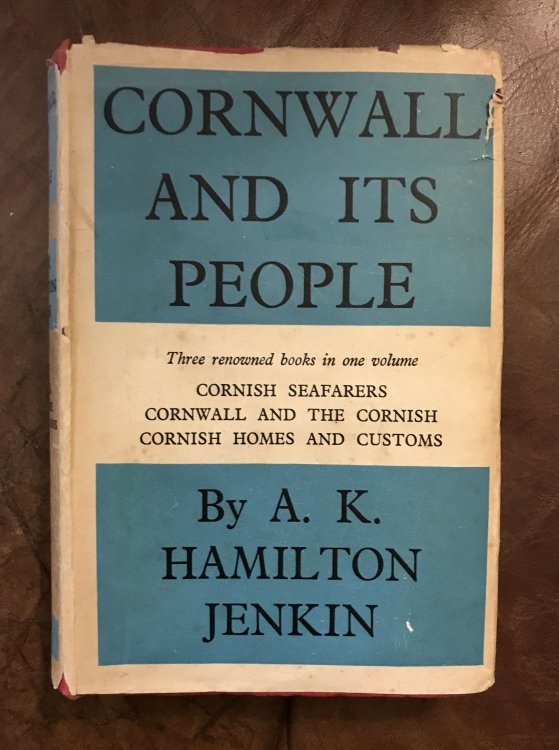 CORNWALL
AND ITS
PEOPLE
Three renowned books in one volume
CORNISH SEAFARERS
CORNWALL AND THE CORNISH
CORNISH HOMES AND CUSTOMS
By A. K.
HAMILTON
JENKIN